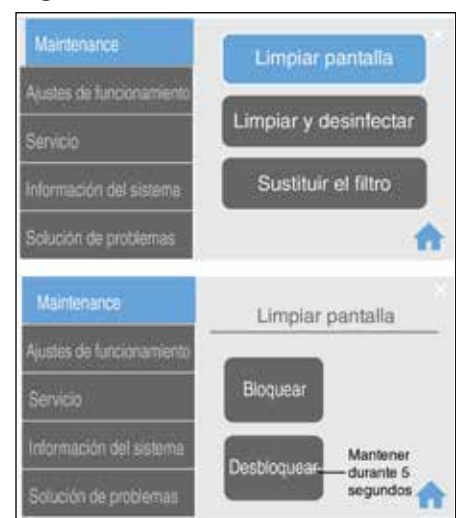 Maintenance
Ajustes de funcionamiento
Servicio
Información del sistema
Solución de problemas
Limpiar pantalla
Limpiar y desinfectar
Sustituir el filtro
Maintenance
Ajustes de funcionamiento
Servicio
Información del sistema
Solución de problemas
Limpiar pantalla
Bloquear
Desbloquear
Mantener
durante 5
segundos